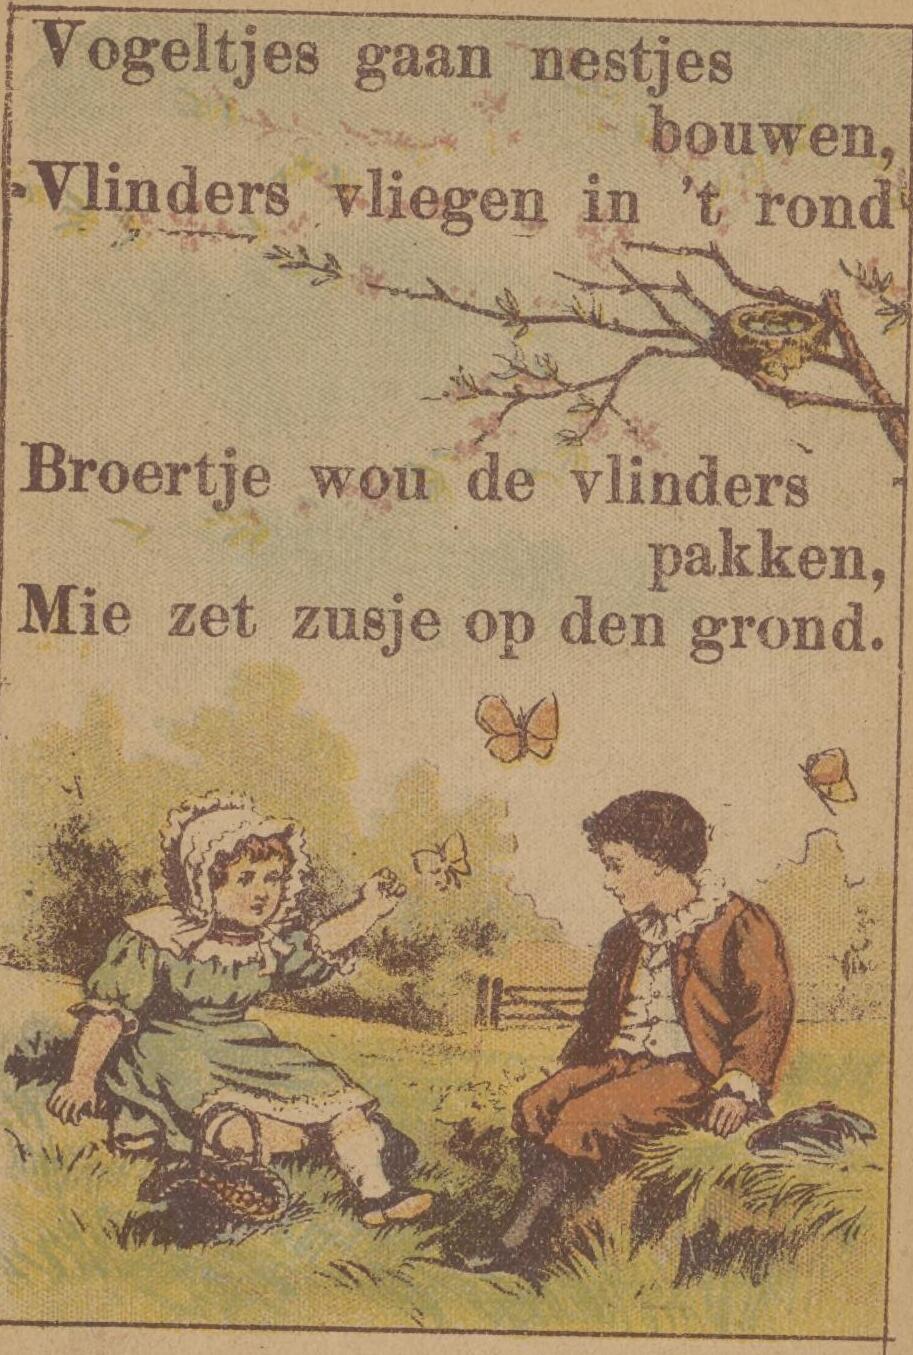 Vogeltjes gaan nestjes
bouwen,
Vlinders vliegen in 't rond
Broertje wou de vlinders
pakken,
Mie zet zusje op den grond.